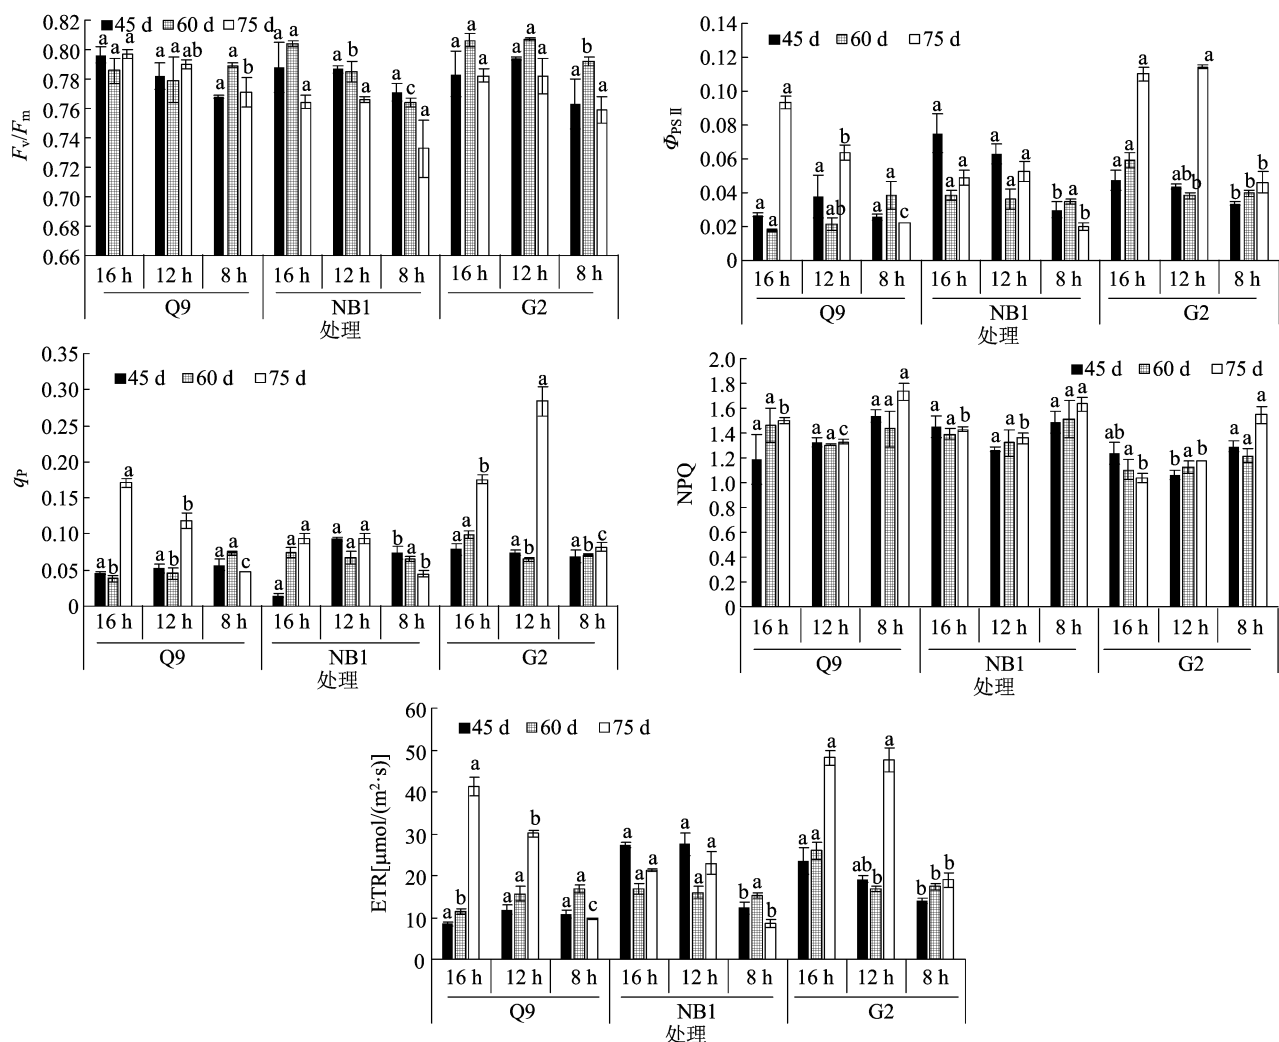 0.82
0.80
0.78
0.76
0.74
0.72
0.70
0.68
0.66
Fv/Fm
45 d 60 d 75 d
a a a a a ab a a b
a a a a b a a c a
a a a a a a a b a
16 h 12 h 8 h 16 h 12 h 8 h 16 h 12 h 8 h
Q9 NB1 G2
处理
0.14
0.12
0.10
0.08
0.06
0.04
0.02
0
ΦPSⅡ
45 d 60 d 75 d
a a a a ab b a a c
a a a a a a b a b
a a a ab b a b b b
16 h 12 h 8 h 16 h 12 h 8 h 16 h 12 h 8 h
Q9 NB1 G2
处理
0.35
0.30
0.25
0.20
0.15
0.10
0.05
0
qP
45 d 60 d 75 d
a b a a b b a a c
a a a a a a b a b
a a b a b a a b c
16 h 12 h 8 h 16 h 12 h 8 h 16 h 12 h 8 h
Q9 NB1 G2
处理
2.0
1.8
1.6
1.4
1.2
1.0
0.8
0.6
0.4
0.2
0
NPQ
45 d 60 d 75 d
a a b a a c a a a
a a b a a b a a a
ab a b b a b a a a
16 h 12 h 8 h 16 h 12 h 8 h 16 h 12 h 8 h
Q9 NB1 G2
处理
60
50
40
30
20
10
0
ETR[μmol/(m²·s)]
45 d 60 d 75 d
a b a a a b a a c
a a a a a a b a b
a a a ab b a b b b
16 h 12 h 8 h 16 h 12 h 8 h 16 h 12 h 8 h
Q9 NB1 G2
处理